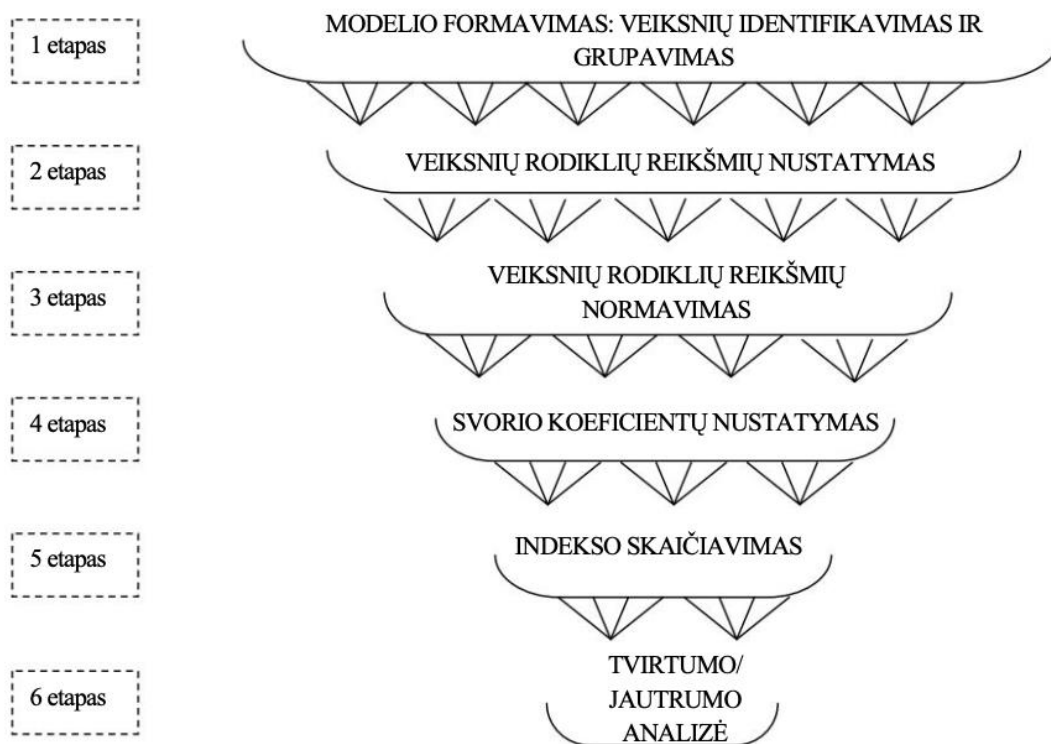 1 etapas
MODELIO FORMAVIMAS: VEIKSNIŲ IDENTIFIKAVIMAS IR
GRUPAVIMAS
2 etapas
VEIKSNIŲ RODIKLIŲ REIKŠMIŲ NUSTATYMAS
3 etapas
VEIKSNIŲ RODIKLIŲ REIKŠMIŲ
NORMAVIMAS
4 etapas
SVORIO KOEFICIENTŲ NUSTATYMAS
5 etapas
INDEKSO SKAIČIAVIMAS
6 etapas
TVIRTUMO/
JAUTRUMO
ANALIZĖ